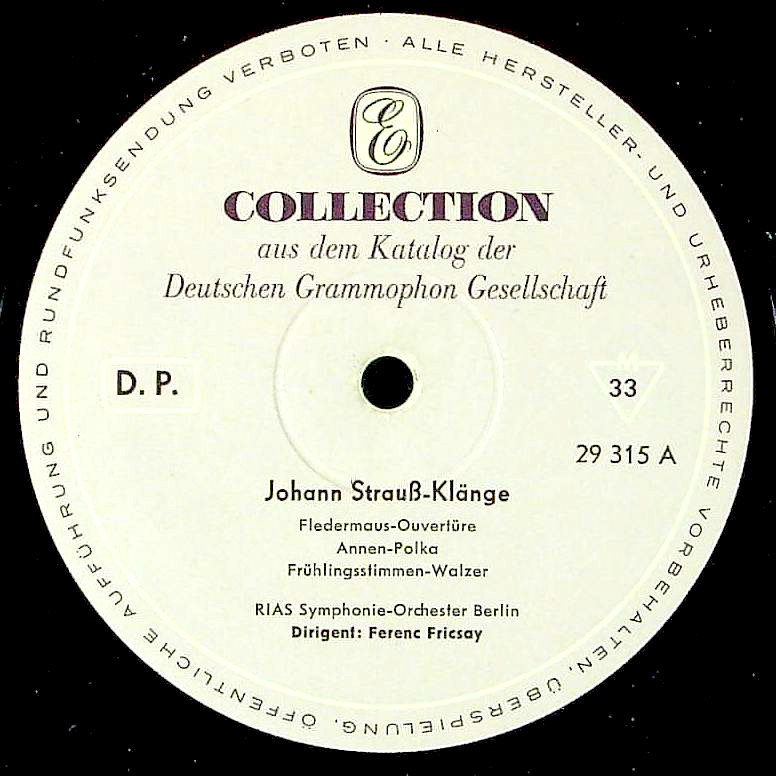 ALLE HERSTELLER- UND URHEBERRECHTE VORBEHALTEN, ÜBERSPIELUNG, ÖFFENTLICHE AUFFÜHRUNG UND RUNDFUNKSENDUNG VERBOTEN ·
E
COLLECTION
aus dem Katalog der
Deutschen Grammophon Gesellschaft
D. P.
33
29 315 A
Johann Strauß-Klänge
Fledermaus-Ouvertüre
Annen-Polka
Frühlingsstimmen-Walzer
RIAS Symphonie-Orchester Berlin
Dirigent: Ferenc Fricsay